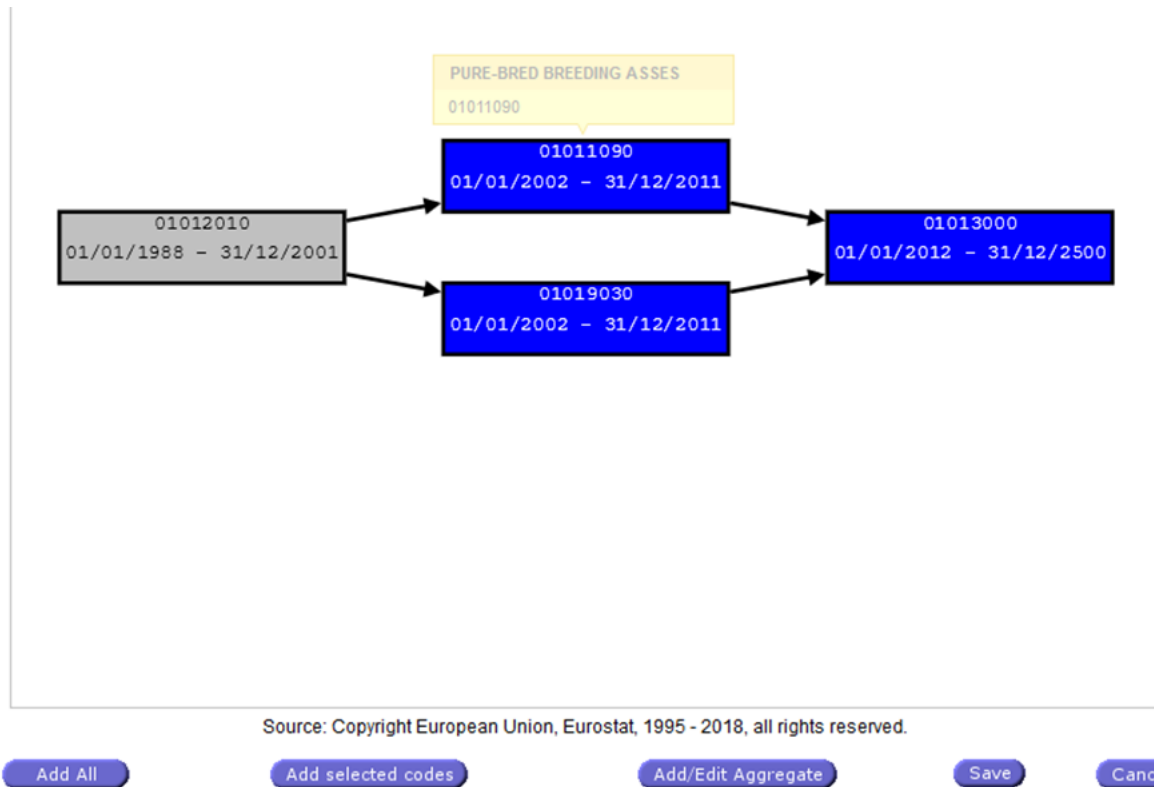 PURE-BRED BREEDING ASSES
01011090
01011090
01/01/2002 – 31/12/2011
01012010
01/01/1988 – 31/12/2001
01013000
01/01/2012 – 31/12/2500
01019030
01/01/2002 – 31/12/2011
Source: Copyright European Union, Eurostat, 1995 - 2018, all rights reserved.
Add All
Add selected codes
Add/Edit Aggregate
Save
Canc